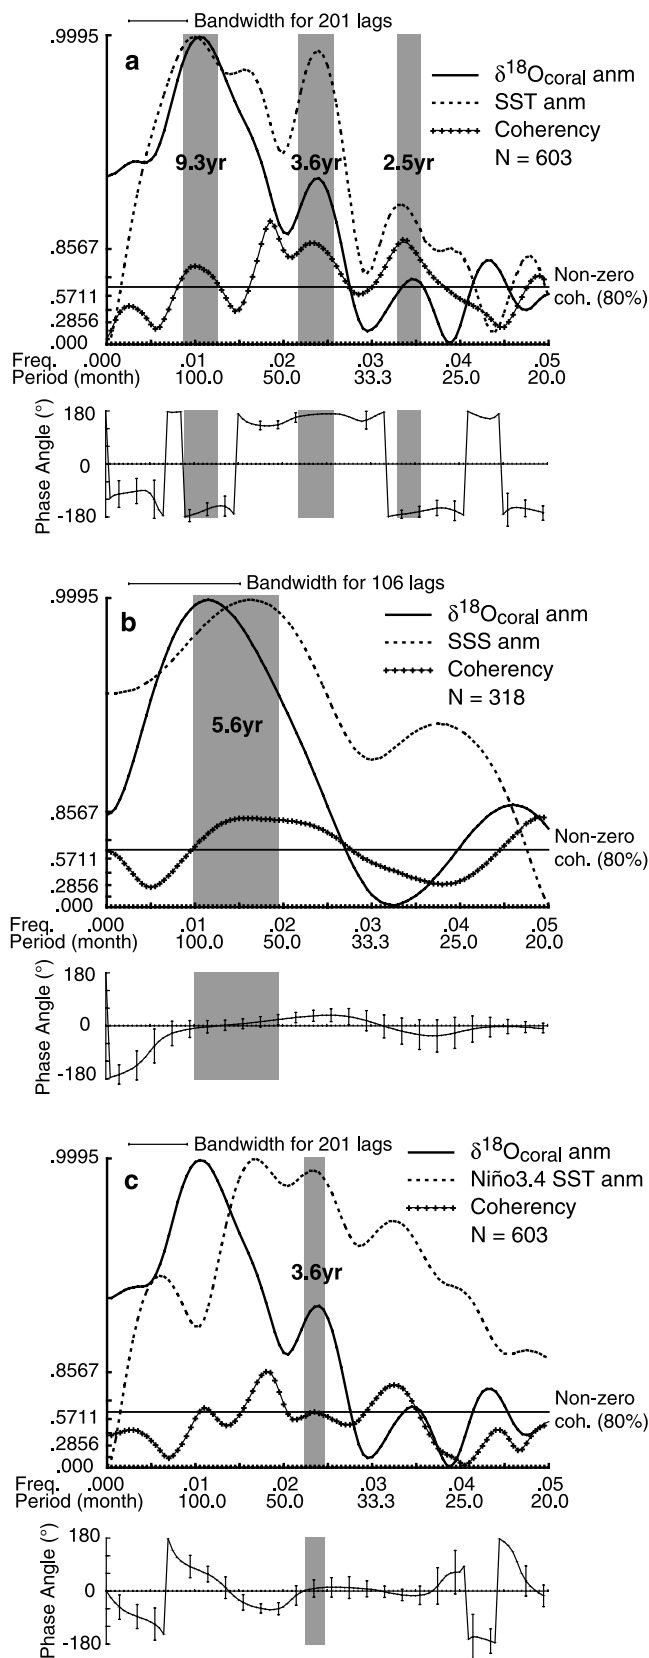 Bandwidth for 201 lags
.9995
a
δ18Ocoral anm
SST anm
Coherency
N = 603
9.3yr 3.6yr 2.5yr
.8567
.5711
.2856
.000
Non-zero
coh. (80%)
Freq. .000 .01 .02 .03 .04 .05
Period (month) 100.0 50.0 33.3 25.0 20.0
Phase Angle (°)
180
0
-180
Bandwidth for 106 lags
.9995
b
δ18Ocoral anm
SSS anm
Coherency
N = 318
5.6yr
.8567
.5711
.2856
.000
Non-zero
coh. (80%)
Freq. .000 .01 .02 .03 .04 .05
Period (month) 100.0 50.0 33.3 25.0 20.0
Phase Angle (°)
180
0
-180
Bandwidth for 201 lags
.9995
c
δ18Ocoral anm
Niño3.4 SST anm
Coherency
N = 603
3.6yr
.8567
.5711
.2856
.000
Non-zero
coh. (80%)
Freq. .000 .01 .02 .03 .04 .05
Period (month) 100.0 50.0 33.3 25.0 20.0
Phase Angle (°)
180
0
-180